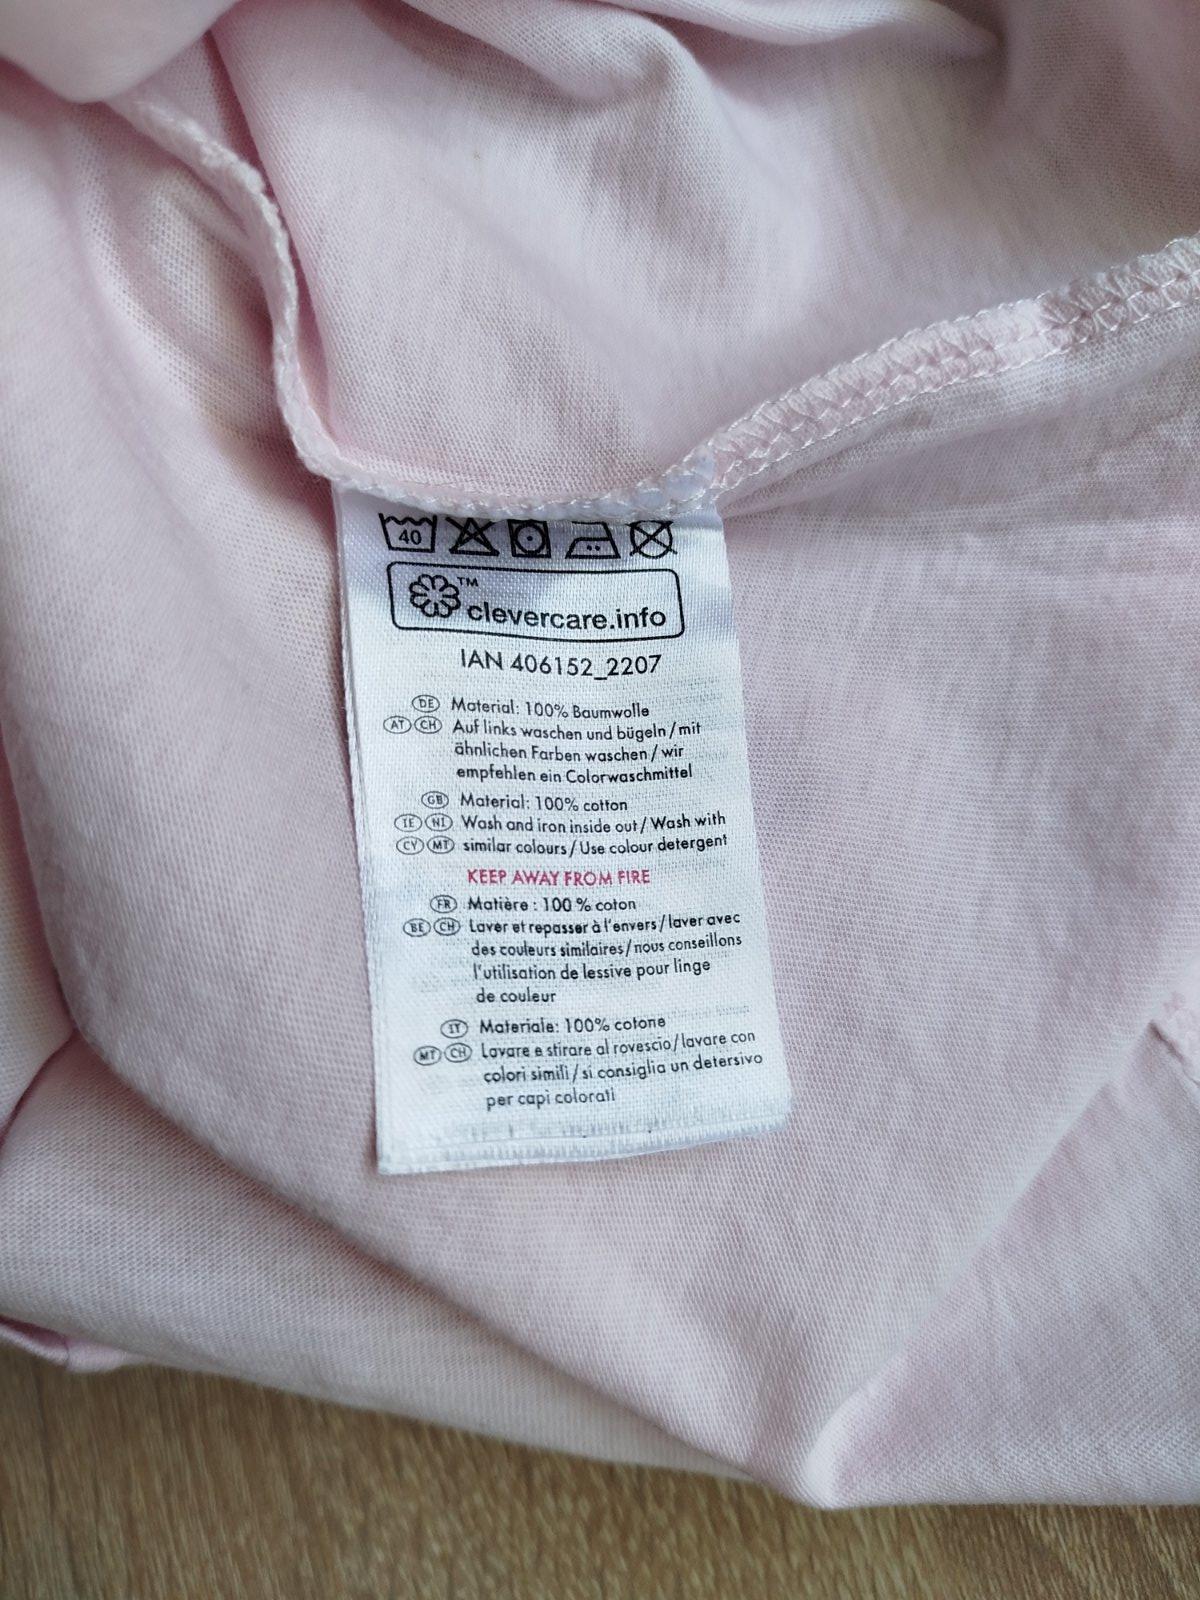 40
™
clevercare.info
IAN 406152_2207
DE Material: 100% Baumwolle
AT CH Auf links waschen und bügeln / mit
ähnlichen Farben waschen / wir
empfehlen ein Colorwaschmittel
GB Material: 100% cotton
IE NI Wash and iron inside out / Wash with
CY MT similar colours / Use colour detergent
KEEP AWAY FROM FIRE
FR Matière : 100 % coton
BE CH Laver et repasser à l'envers / laver avec
des couleurs similaires / nous conseillons
l'utilisation de lessive pour linge
de couleur
IT Materiale: 100% cotone
MT CH Lavare e stirare al rovescio / lavare con
colori simili / si consiglia un detersivo
per capi colorati